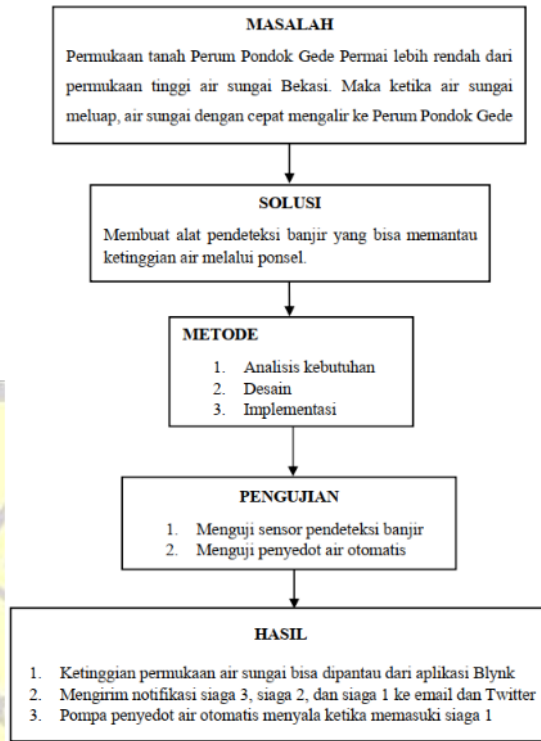 MASALAH
Permukaan tanah Perum Pondok Gede Permai lebih rendah dari
permukaan tinggi air sungai Bekasi. Maka ketika air sungai
meluap, air sungai dengan cepat mengalir ke Perum Pondok Gede
SOLUSI
Membuat alat pendeteksi banjir yang bisa memantau
ketinggian air melalui ponsel.
METODE
1. Analisis kebutuhan
2. Desain
3. Implementasi
PENGUJIAN
1. Menguji sensor pendeteksi banjir
2. Menguji penyedot air otomatis
HASIL
1. Ketinggian permukaan air sungai bisa dipantau dari aplikasi Blynk
2. Mengirim notifikasi siaga 3, siaga 2, dan siaga 1 ke email dan Twitter
3. Pompa penyedot air otomatis menyala ketika memasuki siaga 1